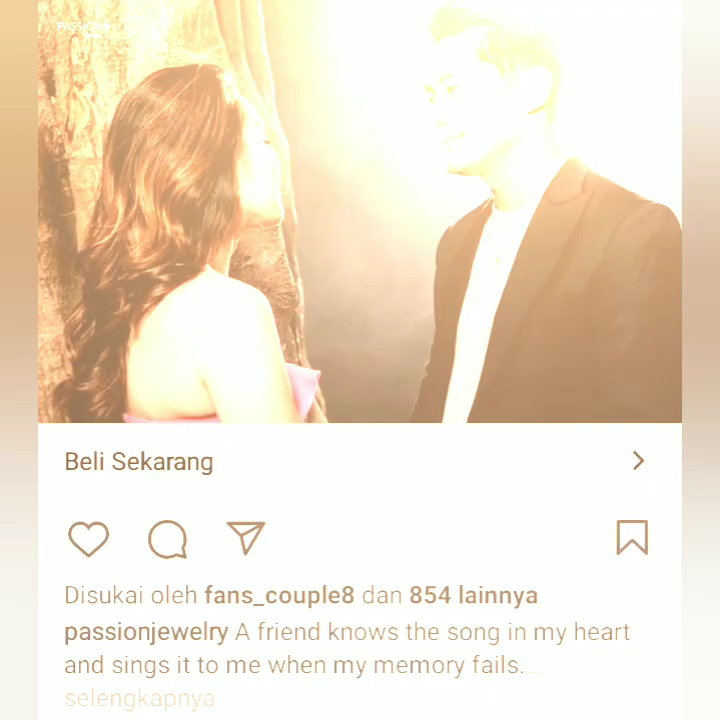 PASSION
Beli Sekarang
Disukai oleh fans_couple8 dan 854 lainnya
passionjewelry A friend knows the song in my heart
and sings it to me when my memory fails....
selengkapnya